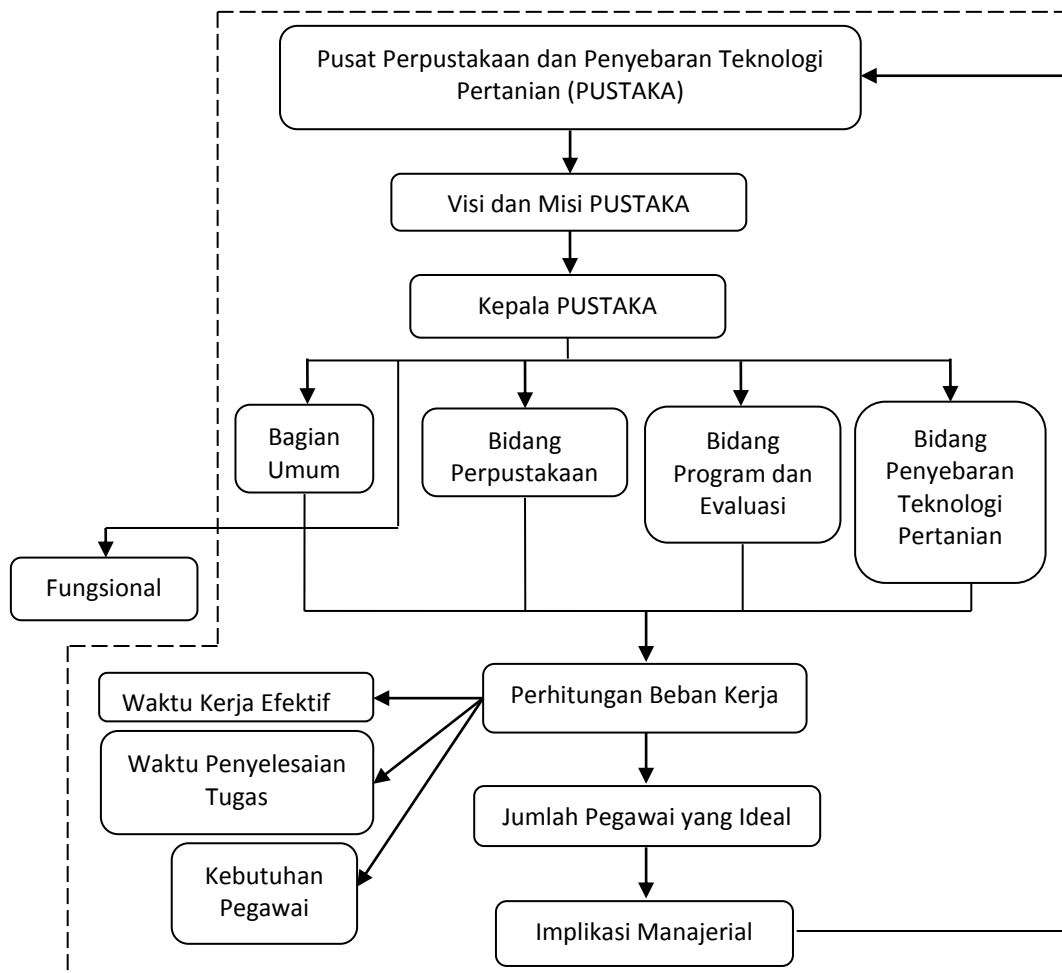 Pusat Perpustakaan dan Penyebaran Teknologi
Pertanian (PUSTAKA)
Visi dan Misi PUSTAKA
Kepala PUSTAKA
Bagian
Umum
Bidang
Perpustakaan
Bidang
Program dan
Evaluasi
Bidang
Penyebaran
Teknologi
Pertanian
Fungsional
Perhitungan Beban Kerja
Waktu Kerja Efektif
Waktu Penyelesaian
Tugas
Kebutuhan
Pegawai
Jumlah Pegawai yang Ideal
Implikasi Manajerial